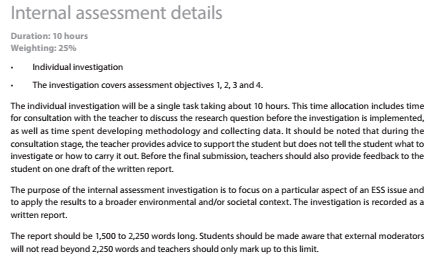 Internal assessment details
Duration: 10 hours
Weighting: 25%
• Individual investigation
• The investigation covers assessment objectives 1, 2, 3 and 4.
The individual investigation will be a single task taking about 10 hours. This time allocation includes time
for consultation with the teacher to discuss the research question before the investigation is implemented,
as well as time spent developing methodology and collecting data. It should be noted that during the
consultation stage, the teacher provides advice to support the student but does not tell the student what to
investigate or how to carry it out. Before the final submission, teachers should also provide feedback to the
student on one draft of the written report.
The purpose of the internal assessment investigation is to focus on a particular aspect of an ESS issue and
to apply the results to a broader environmental and/or societal context. The investigation is recorded as a
written report.
The report should be 1,500 to 2,250 words long. Students should be made aware that external moderators
will not read beyond 2,250 words and teachers should only mark up to this limit.